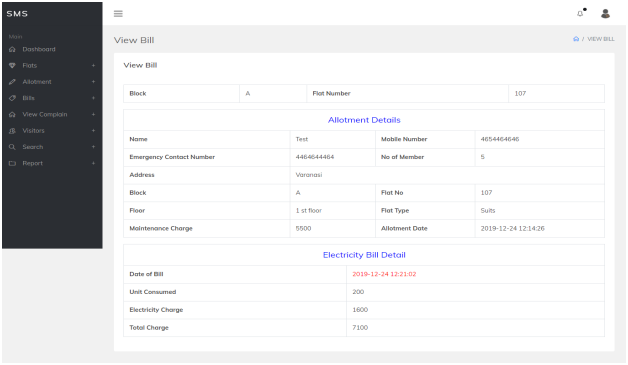 SMS
Main
Dashboard
Flats +
Allotment +
Bills +
View Complain +
Visitors +
Search +
Report +
View Bill
/ VIEW BILL
View Bill
Block A Flat Number 107
Allotment Details
Name Test Mobile Number 4654464646
Emergency Contact Number 4464644464 No of Member 5
Address Varanasi
Block A Flat No 107
Floor 1 st floor Flat Type Suits
Maintenance Charge 5500 Allotment Date 2019-12-24 12:14:26
Electricity Bill Detail
Date of Bill 2019-12-24 12:21:02
Unit Consumed 200
Electricity Charge 1600
Total Charge 7100